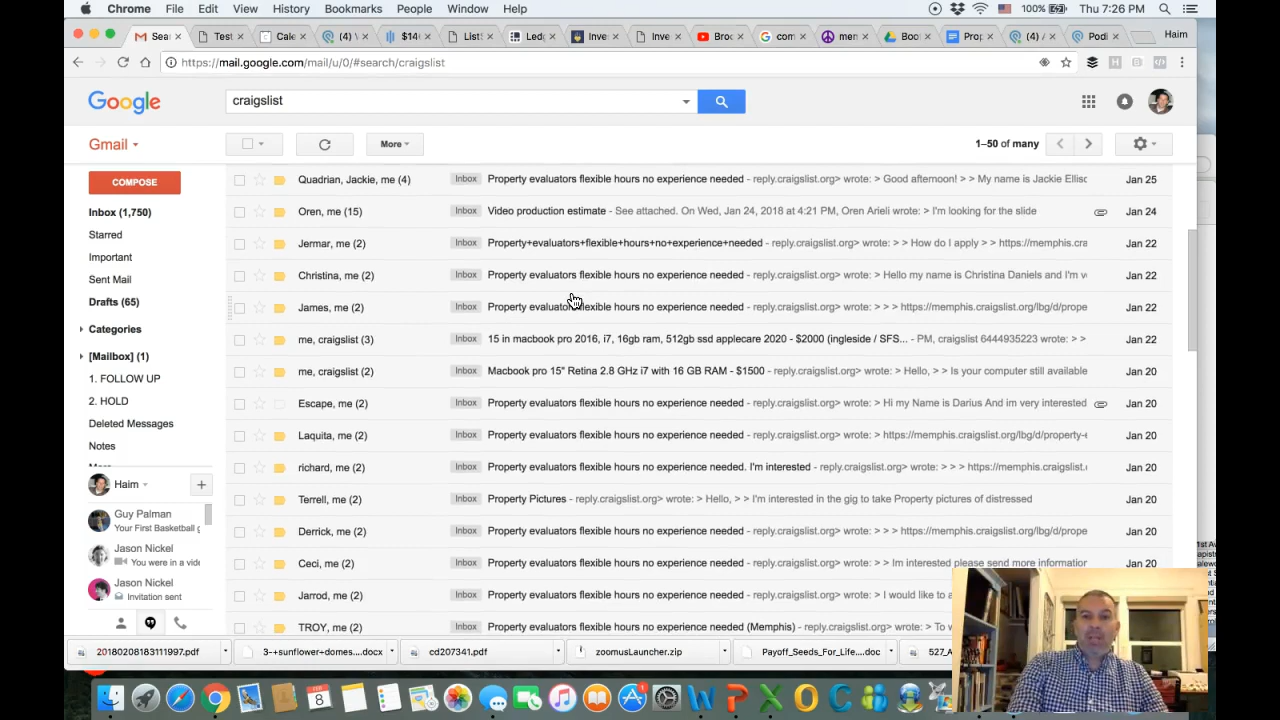 Chrome File Edit View History Bookmarks People Window Help 100% Thu 7:26 PM
Sea Test Cake (4) $14 List Led Inve Inve Bro com mem Bool Prop (4) Podi Haim
https://mail.google.com/mail/u/0/#search/craigslist
Google craigslist
Gmail More 1–50 of many
COMPOSE
Inbox (1,750)
Starred
Important
Sent Mail
Drafts (65)
Categories
[Mailbox] (1)
1. FOLLOW UP
2. HOLD
Deleted Messages
Notes
Haim
Guy Palman
Your First Basketball
Jason Nickel
You were in a vide
Jason Nickel
Invitation sent
Quadrian, Jackie, me (4) Inbox Property evaluators flexible hours no experience needed - reply.craigslist.org> wrote: > Good afternoon! > > My name is Jackie Ellisc Jan 25
Oren, me (15) Inbox Video production estimate - See attached. On Wed, Jan 24, 2018 at 4:21 PM, Oren Arieli wrote: > I'm looking for the slide Jan 24
Jermar, me (2) Inbox Property+evaluators+flexible+hours+no+experience+needed - reply.craigslist.org> wrote: > > How do I apply > > https://memphis.cra Jan 22
Christina, me (2) Inbox Property evaluators flexible hours no experience needed - reply.craigslist.org> wrote: > Hello my name is Christina Daniels and I'm v Jan 22
James, me (2) Inbox Property evaluators flexible hours no experience needed - reply.craigslist.org> wrote: > > > https://memphis.craigslist.org/lbg/d/prope Jan 22
me, craigslist (3) Inbox 15 in macbook pro 2016, i7, 16gb ram, 512gb ssd applecare 2020 - $2000 (ingleside / SFS... - PM, craigslist 6444935223 wrote: > > Jan 22
me, craigslist (2) Inbox Macbook pro 15" Retina 2.8 GHz i7 with 16 GB RAM - $1500 - reply.craigslist.org> wrote: > Hello, > > Is your computer still available Jan 20
Escape, me (2) Inbox Property evaluators flexible hours no experience needed - reply.craigslist.org> wrote: > Hi my Name is Darius And im very interested Jan 20
Laquita, me (2) Inbox Property evaluators flexible hours no experience needed - reply.craigslist.org> wrote: > https://memphis.craigslist.org/lbg/d/property-e Jan 20
richard, me (2) Inbox Property evaluators flexible hours no experience needed. I'm interested - reply.craigslist.org> wrote: > > > https://memphis.craigslist. Jan 20
Terrell, me (2) Inbox Property Pictures - reply.craigslist.org> wrote: > Hello, > > I'm interested in the gig to take Property pictures of distressed Jan 20
Derrick, me (2) Inbox Property evaluators flexible hours no experience needed - reply.craigslist.org> wrote: > > > https://memphis.craigslist.org/lbg/d/prope Jan 20
Ceci, me (2) Inbox Property evaluators flexible hours no experience needed - reply.craigslist.org> wrote: > > Im interested please send more information Jan 20
Jarrod, me (2) Inbox Property evaluators flexible hours no experience needed - reply.craigslist.org> wrote: > > I would like to a
TROY, me (2) Inbox Property evaluators flexible hours no experience needed (Memphis) - reply.craigslist.org> wrote: > To
20180208183111997.pdf 3-+sunflower+domes....docx cd207341.pdf zoomusLauncher.zip Payoff_Seeds_For_Life....doc 527_